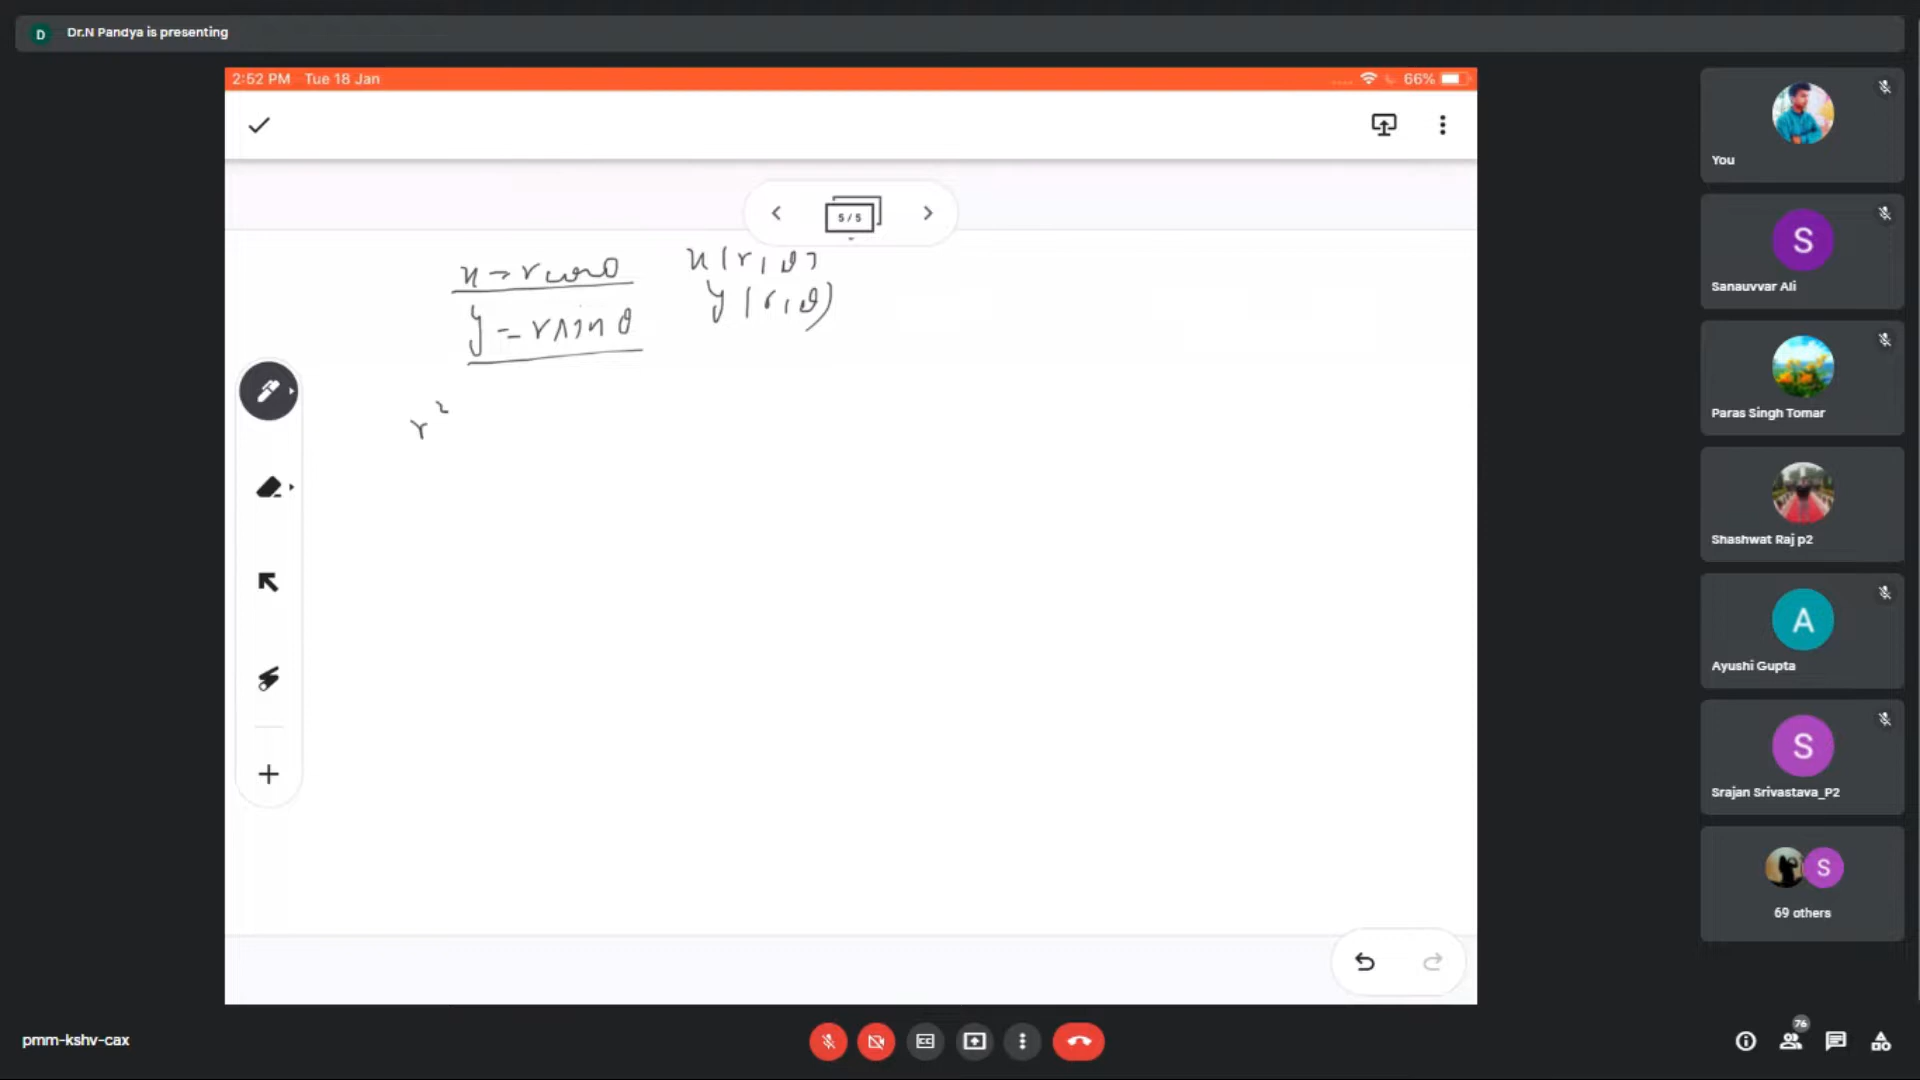 D Dr.N Pandya is presenting
2:52 PM Tue 18 Jan
66%
5 / 5
x = r cos θ
x(r, θ)
y = r sin θ
y(r, θ)
r²
You
S
Sanauvvar Ali
Paras Singh Tomar
Shashwat Raj p2
A
Ayushi Gupta
S
Srajan Srivastava_P2
S
69 others
pmm-kshv-cax
CC
76